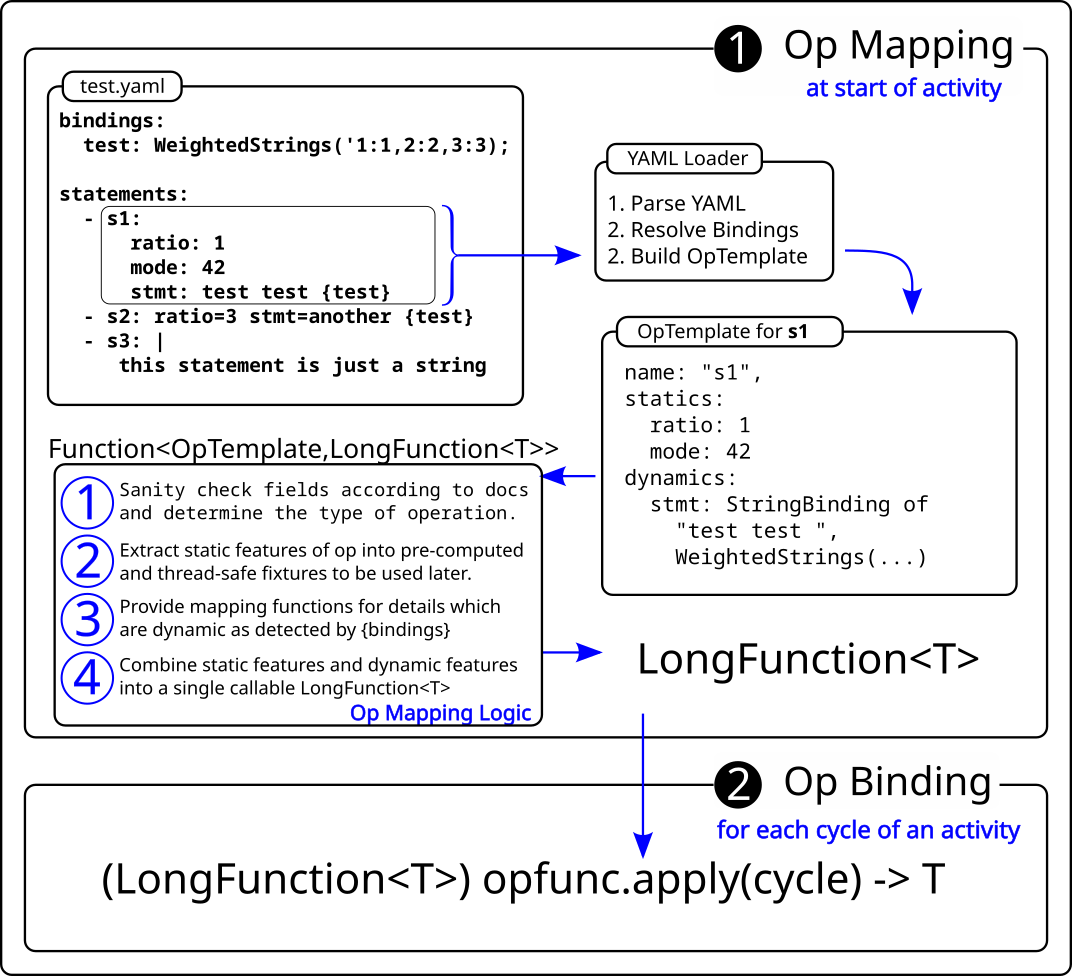 1 Op Mapping
at start of activity
test.yaml
bindings:
  test: WeightedStrings('1:1,2:2,3:3);
statements:
  - s1:
      ratio: 1
      mode: 42
      stmt: test test {test}
  - s2: ratio=3 stmt=another {test}
  - s3: |
     this statement is just a string
YAML Loader
1. Parse YAML
2. Resolve Bindings
2. Build OpTemplate
OpTemplate for s1
name: "s1",
statics:
  ratio: 1
  mode: 42
dynamics:
  stmt: StringBinding of
    "test test ",
    WeightedStrings(...)
Function<OpTemplate,LongFunction<T>>
1 Sanity check fields according to docs
and determine the type of operation.
2 Extract static features of op into pre-computed
and thread-safe fixtures to be used later.
3 Provide mapping functions for details which
are dynamic as detected by {bindings}
4 Combine static features and dynamic features
into a single callable LongFunction<T>
Op Mapping Logic
LongFunction<T>
2 Op Binding
for each cycle of an activity
(LongFunction<T>) opfunc.apply(cycle) -> T